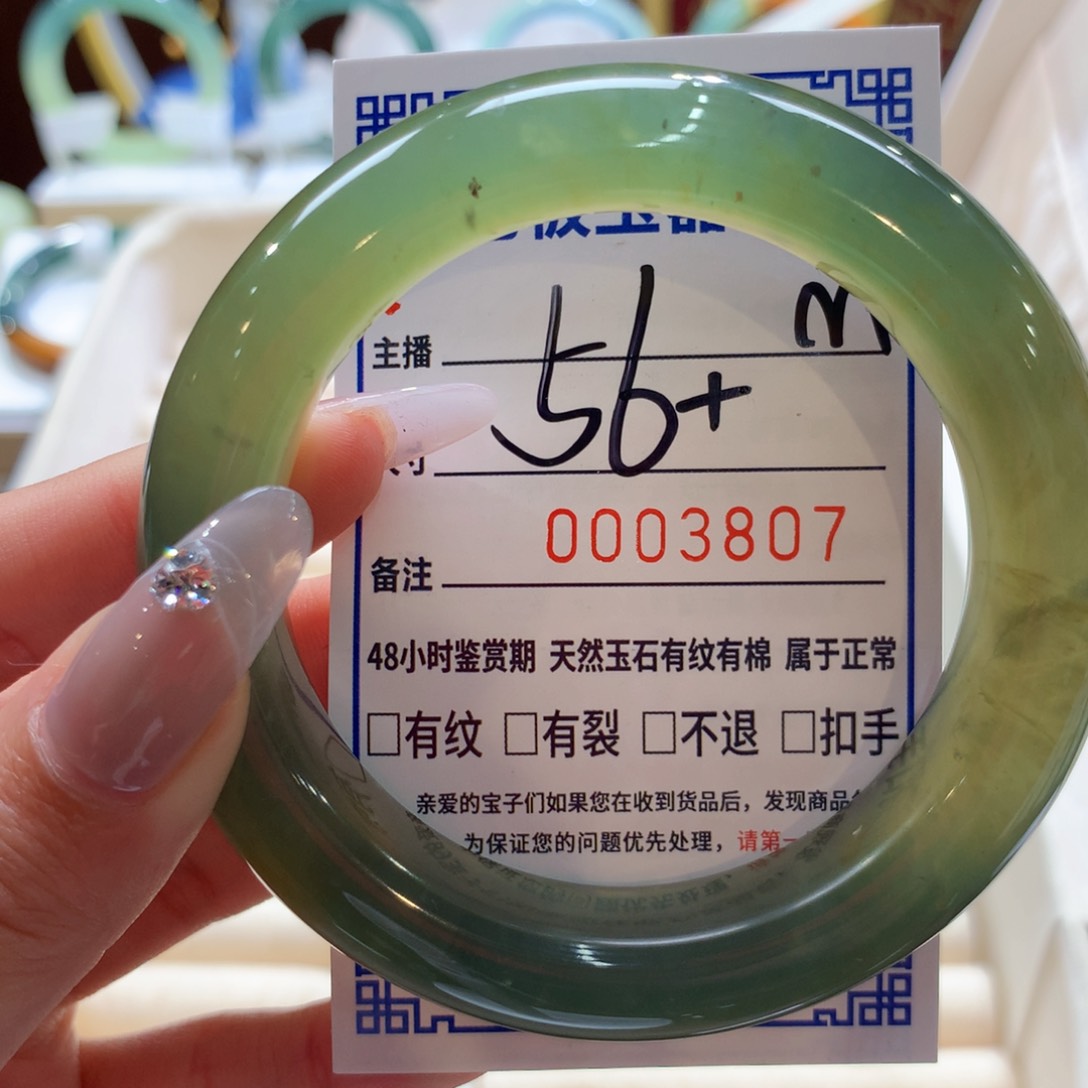 主播
56+
0003807
备注
48小时鉴赏期 天然玉石有纹有棉 属于正常
□有纹 □有裂 □不退 □扣手
亲爱的宝子们如果您在收到货品后，发现商品
为保证您的问题优先处理，请第一